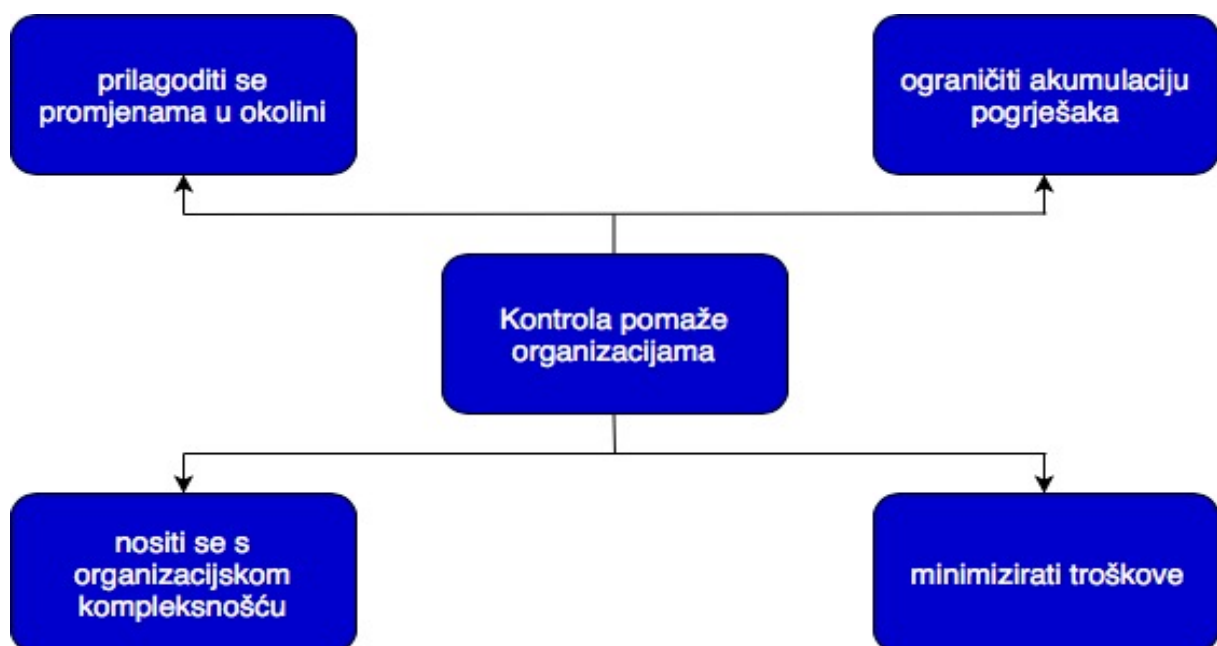 prilagoditi se
promjenama u okolini
ograničiti akumulaciju
pogrješaka
Kontrola pomaže
organizacijama
nositi se s
organizacijskom
kompleksnošću
minimizirati troškove